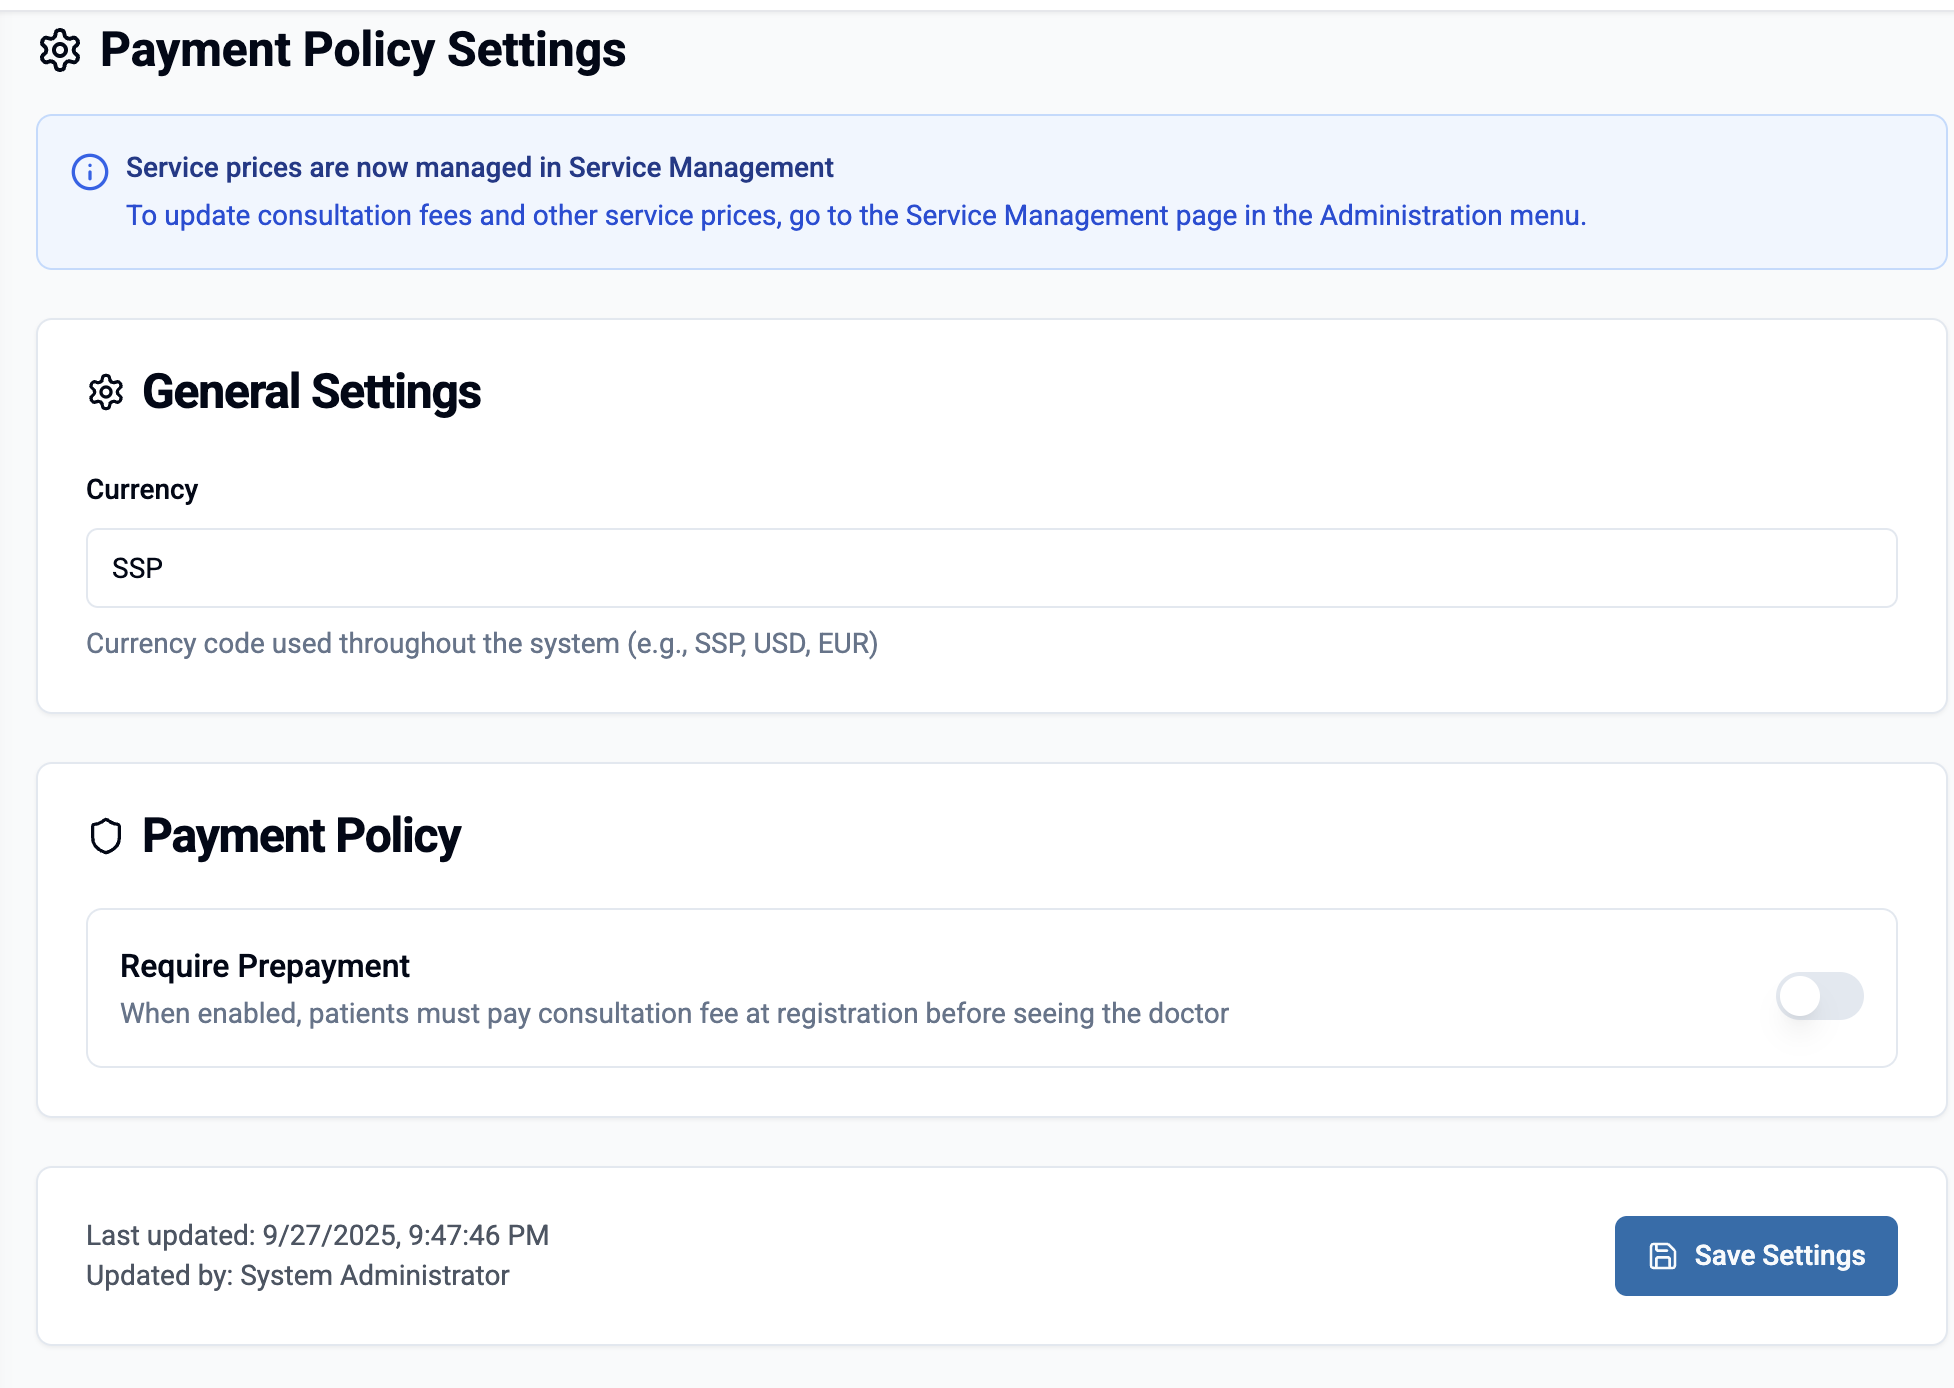 Payment Policy Settings
Service prices are now managed in Service Management
To update consultation fees and other service prices, go to the Service Management page in the Administration menu.
General Settings
Currency
SSP
Currency code used throughout the system (e.g., SSP, USD, EUR)
Payment Policy
Require Prepayment
When enabled, patients must pay consultation fee at registration before seeing the doctor
Last updated: 9/27/2025, 9:47:46 PM
Updated by: System Administrator
Save Settings